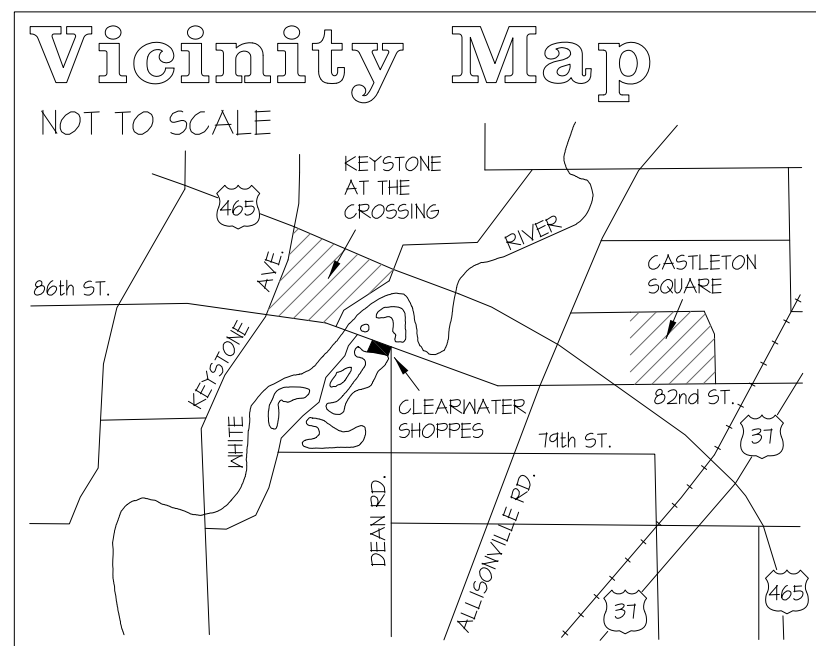 Vicinity Map
NOT TO SCALE
KEYSTONE
AT THE
CROSSING
465
RIVER
AVE.
CASTLETON
SQUARE
86th ST.
KEYSTONE
82nd ST.
CLEARWATER
SHOPPES
WHITE
79th ST.
37
DEAN RD.
ALLISONVILLE RD.
465
37